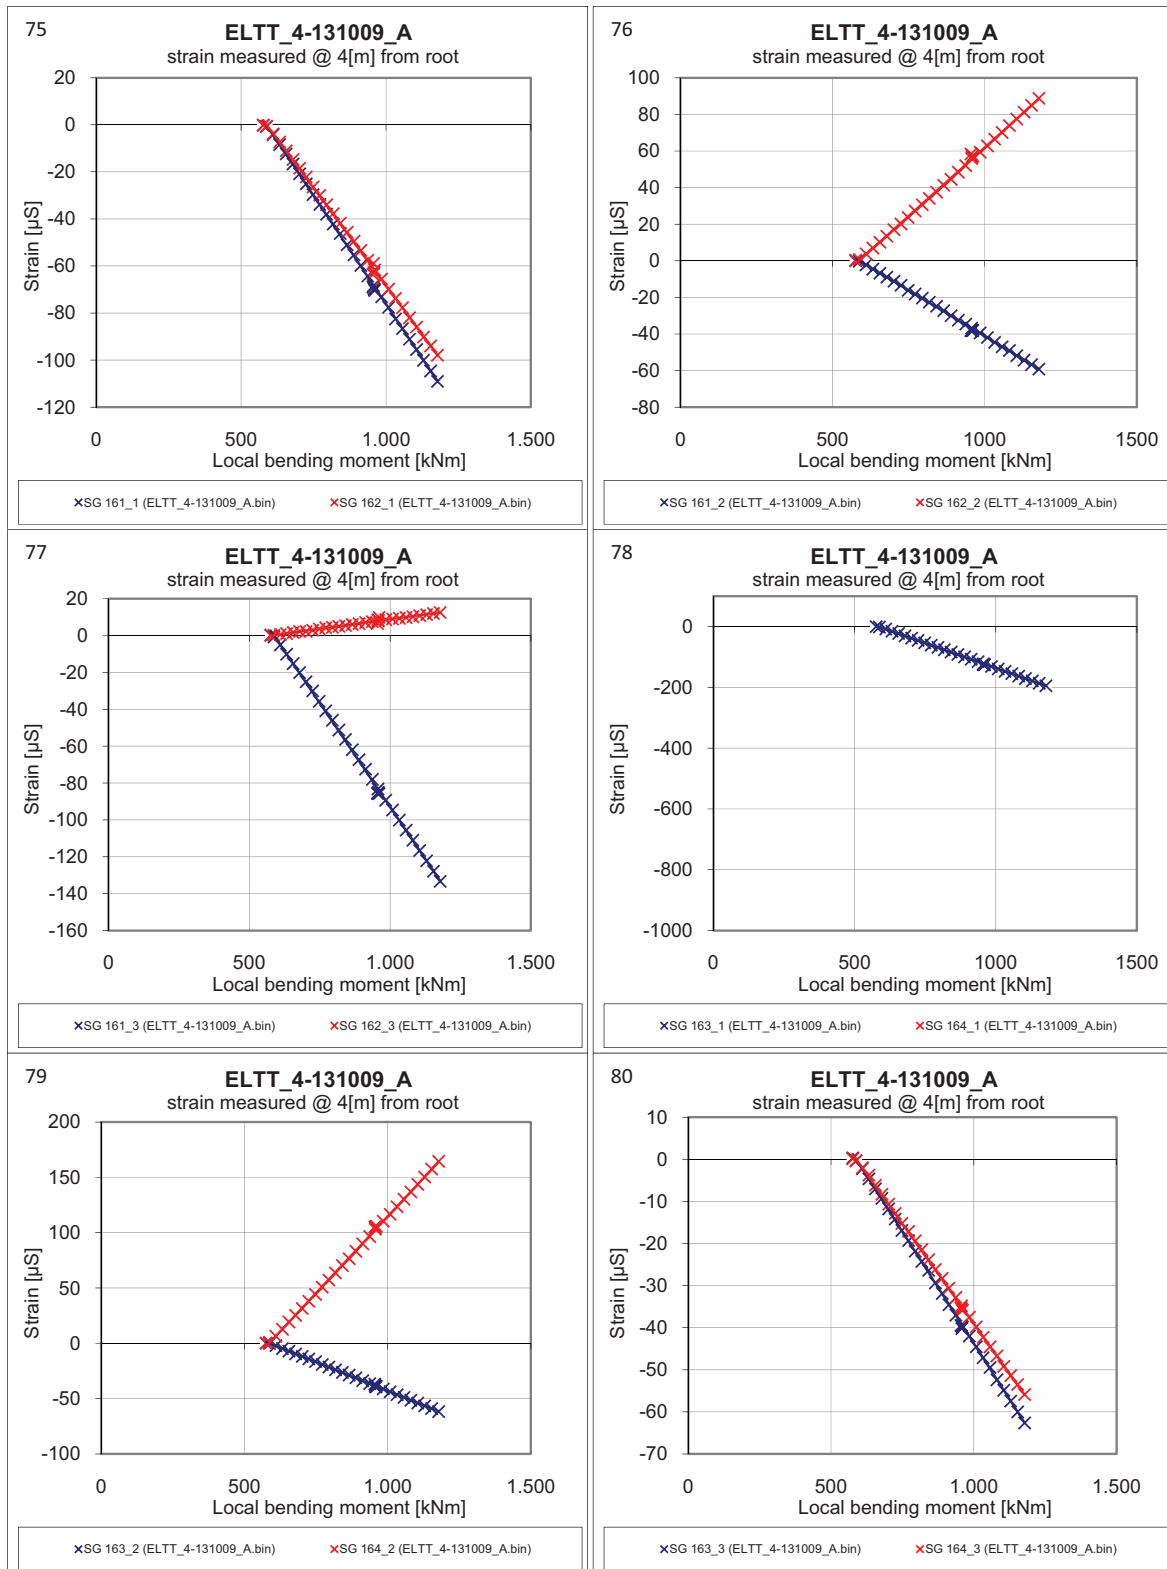 75
ELTT_4-131009_A
strain measured @ 4[m] from root
20
0
-20
-40
-60
-80
-100
-120
Strain [µS]
0 500 1.000 1.500
Local bending moment [kNm]
SG 161_1 (ELTT_4-131009_A.bin) SG 162_1 (ELTT_4-131009_A.bin)
76
ELTT_4-131009_A
strain measured @ 4[m] from root
100
80
60
40
20
0
-20
-40
-60
-80
Strain [µS]
0 500 1000 1500
Local bending moment [kNm]
SG 161_2 (ELTT_4-131009_A.bin) SG 162_2 (ELTT_4-131009_A.bin)
77
ELTT_4-131009_A
strain measured @ 4[m] from root
20
0
-20
-40
-60
-80
-100
-120
-140
-160
Strain [µS]
0 500 1.000 1.500
Local bending moment [kNm]
SG 161_3 (ELTT_4-131009_A.bin) SG 162_3 (ELTT_4-131009_A.bin)
78
ELTT_4-131009_A
strain measured @ 4[m] from root
0
-200
-400
-600
-800
-1000
Strain [µS]
0 500 1000 1500
Local bending moment [kNm]
SG 163_1 (ELTT_4-131009_A.bin) SG 164_1 (ELTT_4-131009_A.bin)
79
ELTT_4-131009_A
strain measured @ 4[m] from root
200
150
100
50
0
-50
-100
Strain [µS]
0 500 1.000 1.500
Local bending moment [kNm]
SG 163_2 (ELTT_4-131009_A.bin) SG 164_2 (ELTT_4-131009_A.bin)
80
ELTT_4-131009_A
strain measured @ 4[m] from root
10
0
-10
-20
-30
-40
-50
-60
-70
Strain [µS]
0 500 1.000 1.500
Local bending moment [kNm]
SG 163_3 (ELTT_4-131009_A.bin) SG 164_3 (ELTT_4-131009_A.bin)